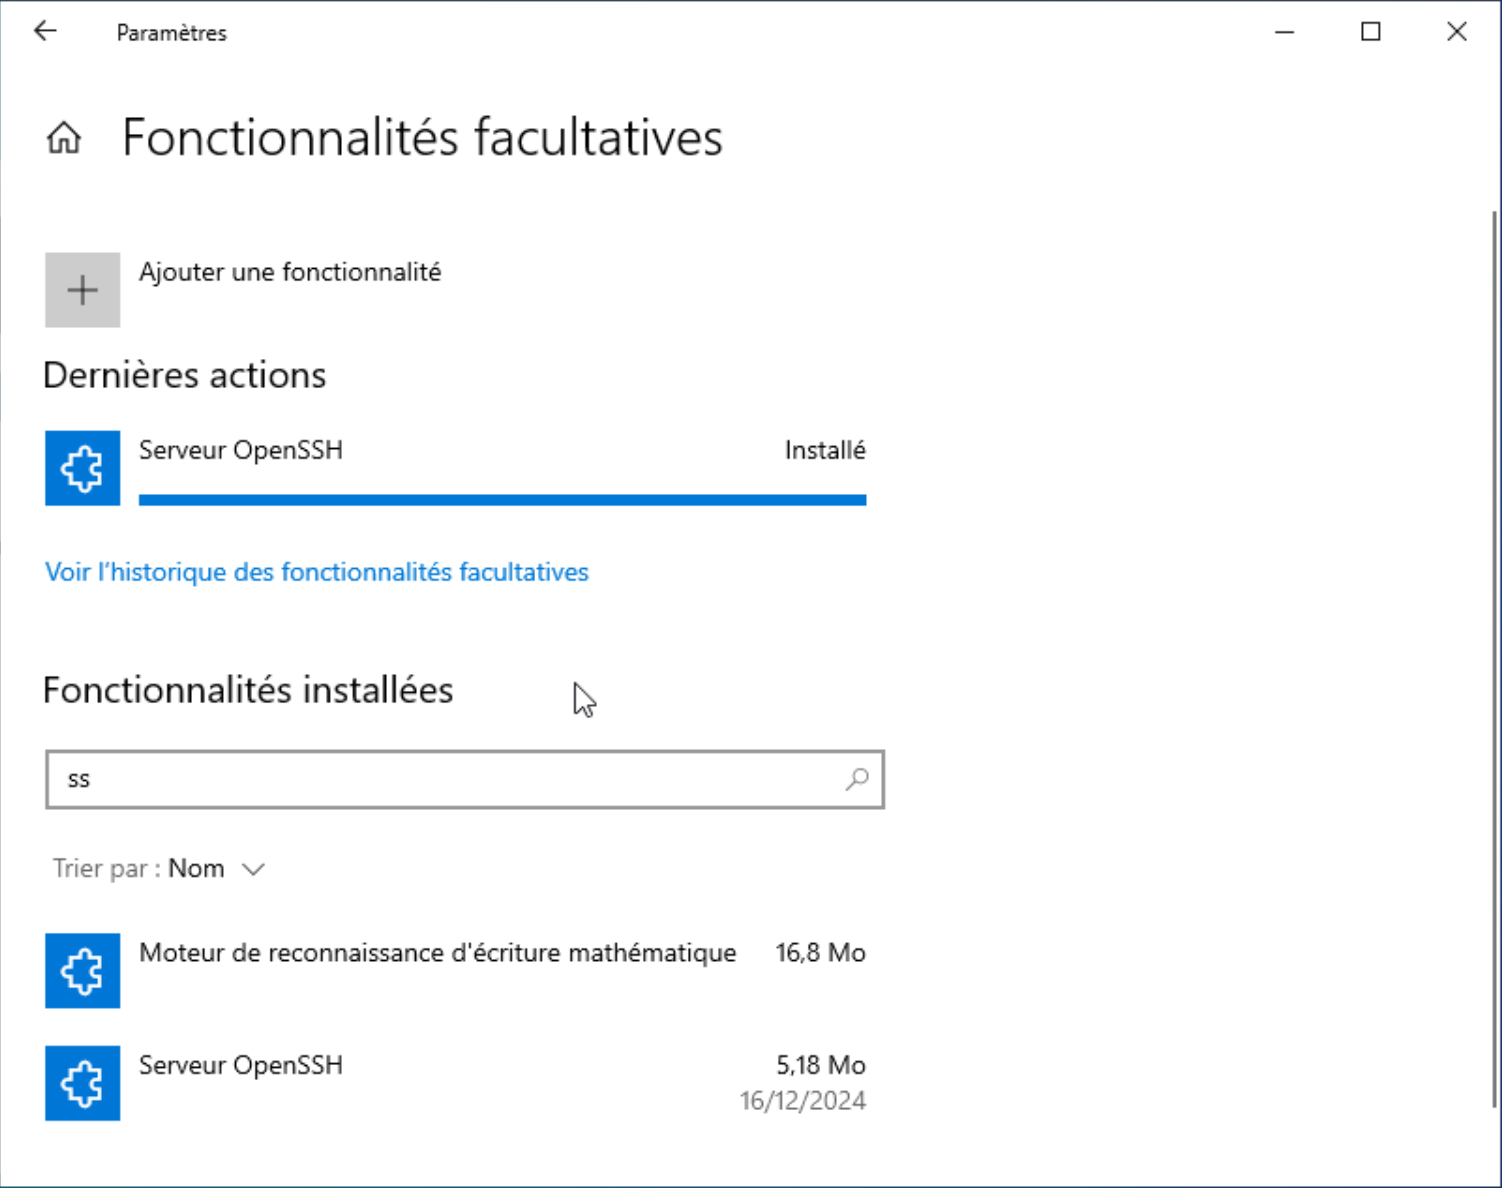 Paramètres
Fonctionnalités facultatives
Ajouter une fonctionnalité
Dernières actions
Serveur OpenSSH Installé
Voir l’historique des fonctionnalités facultatives
Fonctionnalités installées
ss
Trier par : Nom
Moteur de reconnaissance d'écriture mathématique 16,8 Mo
Serveur OpenSSH 5,18 Mo
16/12/2024